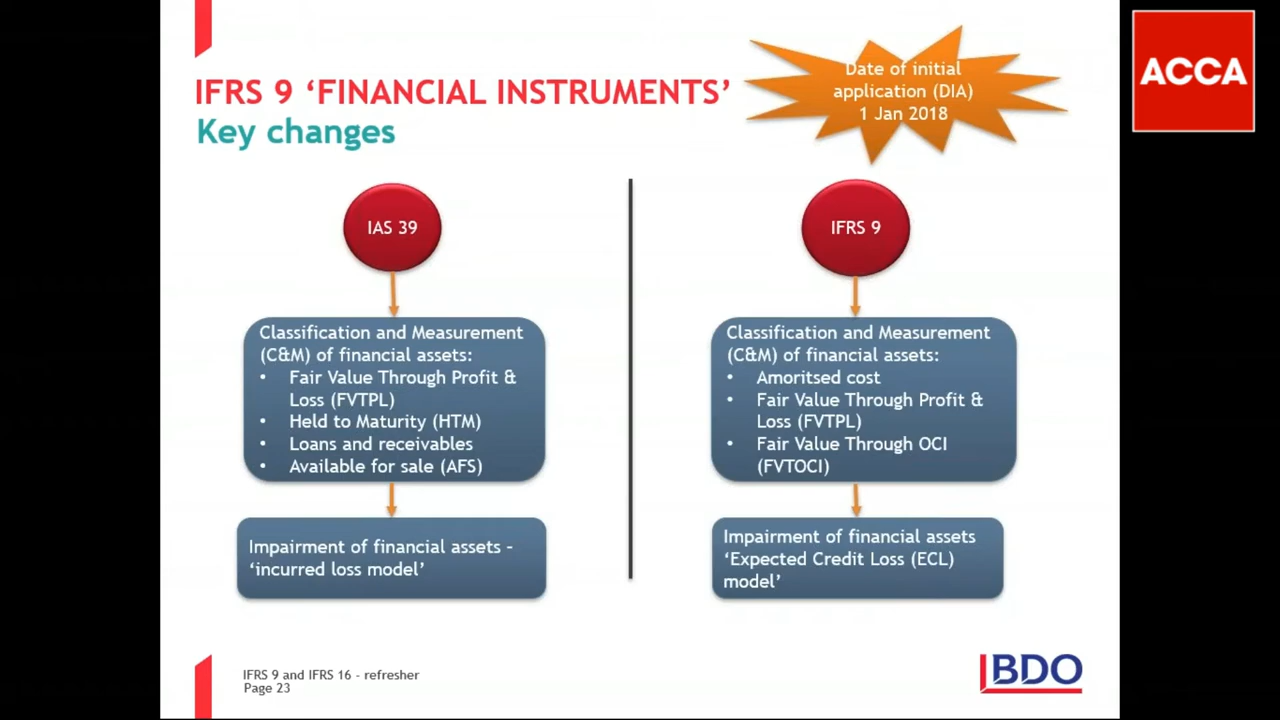 IFRS 9 ‘FINANCIAL INSTRUMENTS’
Key changes
Date of initial
application (DIA)
1 Jan 2018
ACCA
IAS 39
Classification and Measurement
(C&M) of financial assets:
• Fair Value Through Profit &
Loss (FVTPL)
• Held to Maturity (HTM)
• Loans and receivables
• Available for sale (AFS)
Impairment of financial assets –
‘incurred loss model’
IFRS 9
Classification and Measurement
(C&M) of financial assets:
• Amoritsed cost
• Fair Value Through Profit &
Loss (FVTPL)
• Fair Value Through OCI
(FVTOCI)
Impairment of financial assets
‘Expected Credit Loss (ECL)
model’
IFRS 9 and IFRS 16 - refresher
Page 23
BDO